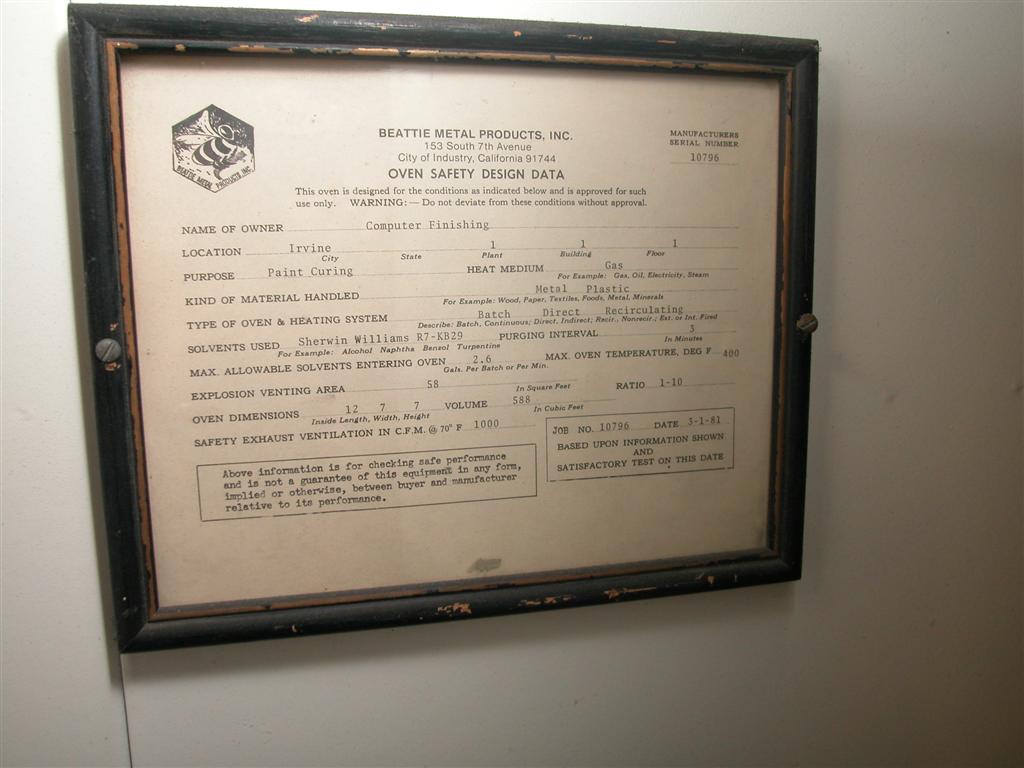 BEATTIE METAL PRODUCTS, INC.
BEATTIE METAL PRODUCTS, INC.
153 South 7th Avenue
City of Industry, California 91744
OVEN SAFETY DESIGN DATA
MANUFACTURERS
SERIAL NUMBER
10796
This oven is designed for the conditions as indicated below and is approved for such
use only. WARNING: — Do not deviate from these conditions without approval.
NAME OF OWNER Computer Finishing
LOCATION Irvine 1 1 1
City State Plant Building Floor
PURPOSE Paint Curing HEAT MEDIUM Gas
For Example: Gas, Oil, Electricity, Steam
KIND OF MATERIAL HANDLED Metal Plastic
For Example: Wood, Paper, Textiles, Foods, Metal, Minerals
TYPE OF OVEN & HEATING SYSTEM Batch Direct Recirculating
Describe: Batch, Continuous; Direct, Indirect; Recir., Nonrecir.; Ext. or Int. Fired
SOLVENTS USED Sherwin Williams R7-KB29 PURGING INTERVAL 3
For Example: Alcohol Naphtha Benzol Turpentine In Minutes
MAX. ALLOWABLE SOLVENTS ENTERING OVEN 2.6 MAX. OVEN TEMPERATURE, DEG F 400
Gals. Per Batch or Per Min.
EXPLOSION VENTING AREA 58 In Square Feet RATIO 1-10
OVEN DIMENSIONS 12 7 7 VOLUME 588
Inside Length, Width, Height In Cubic Feet
SAFETY EXHAUST VENTILATION IN C.F.M. @ 70° F 1000
JOB NO. 10796 DATE 3-1-81
BASED UPON INFORMATION SHOWN
AND
SATISFACTORY TEST ON THIS DATE
Above information is for checking safe performance
and is not a guarantee of this equipment in any form,
implied or otherwise, between buyer and manufacturer
relative to its performance.